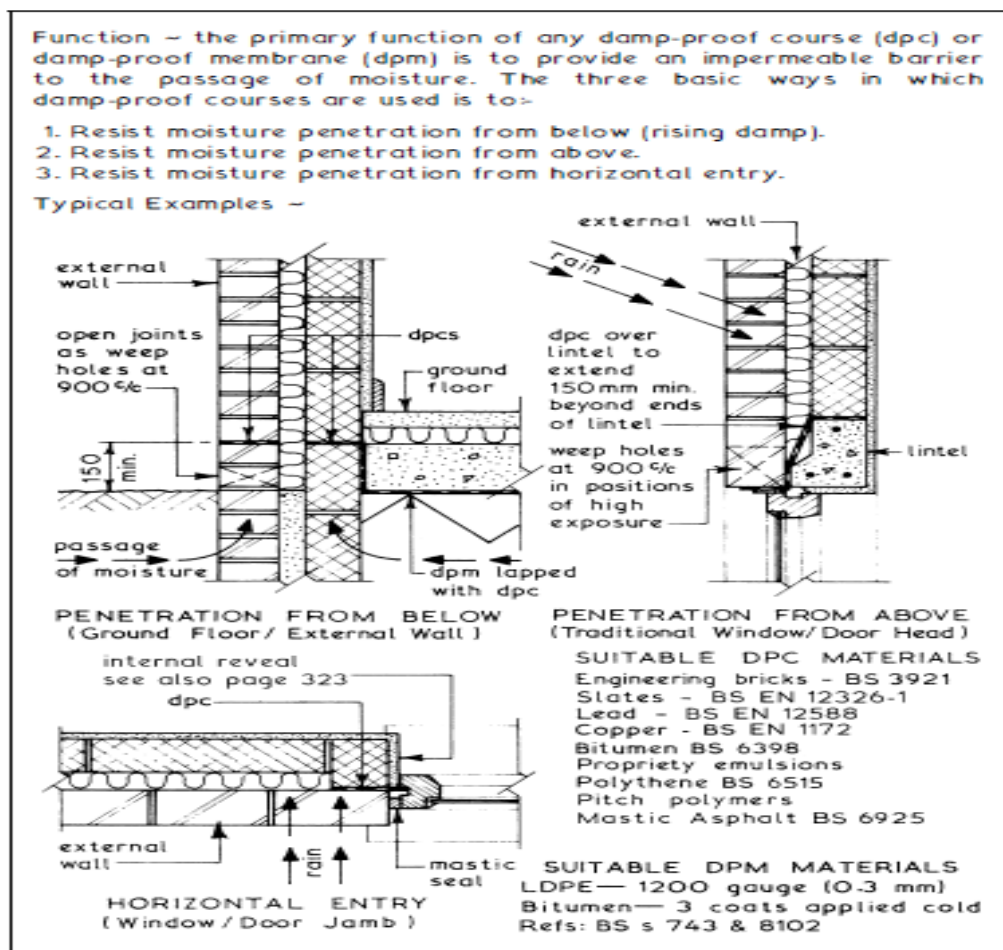 Function ~ the primary function of any damp-proof course (dpc) or
damp-proof membrane (dpm) is to provide an impermeable barrier
to the passage of moisture. The three basic ways in which
damp-proof courses are used is to:-
1. Resist moisture penetration from below (rising damp).
2. Resist moisture penetration from above.
3. Resist moisture penetration from horizontal entry.
Typical Examples ~
external
wall
open joints
as weep
holes at
900 c/c
dpcs
ground
floor
150
min.
passage
of moisture
dpm lapped
with dpc
PENETRATION FROM BELOW
(Ground Floor/ External Wall)
external wall
rain
dpc over
lintel to
extend
150mm min.
beyond ends
of lintel
weep holes
at 900 c/c
in positions
of high
exposure
lintel
PENETRATION FROM ABOVE
(Traditional Window/Door Head)
internal reveal
see also page 323
dpc
external
wall
rain
mastic
seal
HORIZONTAL ENTRY
(Window/Door Jamb)
SUITABLE DPC MATERIALS
Engineering bricks - BS 3921
Slates - BS EN 12326-1
Lead - BS EN 12588
Copper - BS EN 1172
Bitumen BS 6398
Propriety emulsions
Polythene BS 6515
Pitch polymers
Mastic Asphalt BS 6925
SUITABLE DPM MATERIALS
LDPE— 1200 gauge (0.3 mm)
Bitumen— 3 coats applied cold
Refs: BS s 743 & 8102